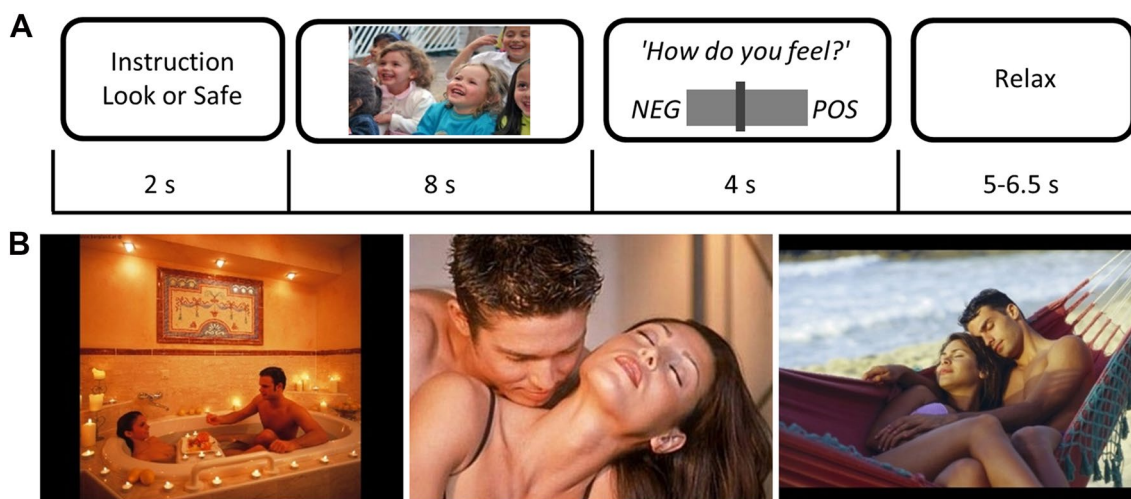 A
Instruction
Look or Safe
'How do you feel?'
NEG
POS
Relax
2 s
8 s
4 s
5-6.5 s
B